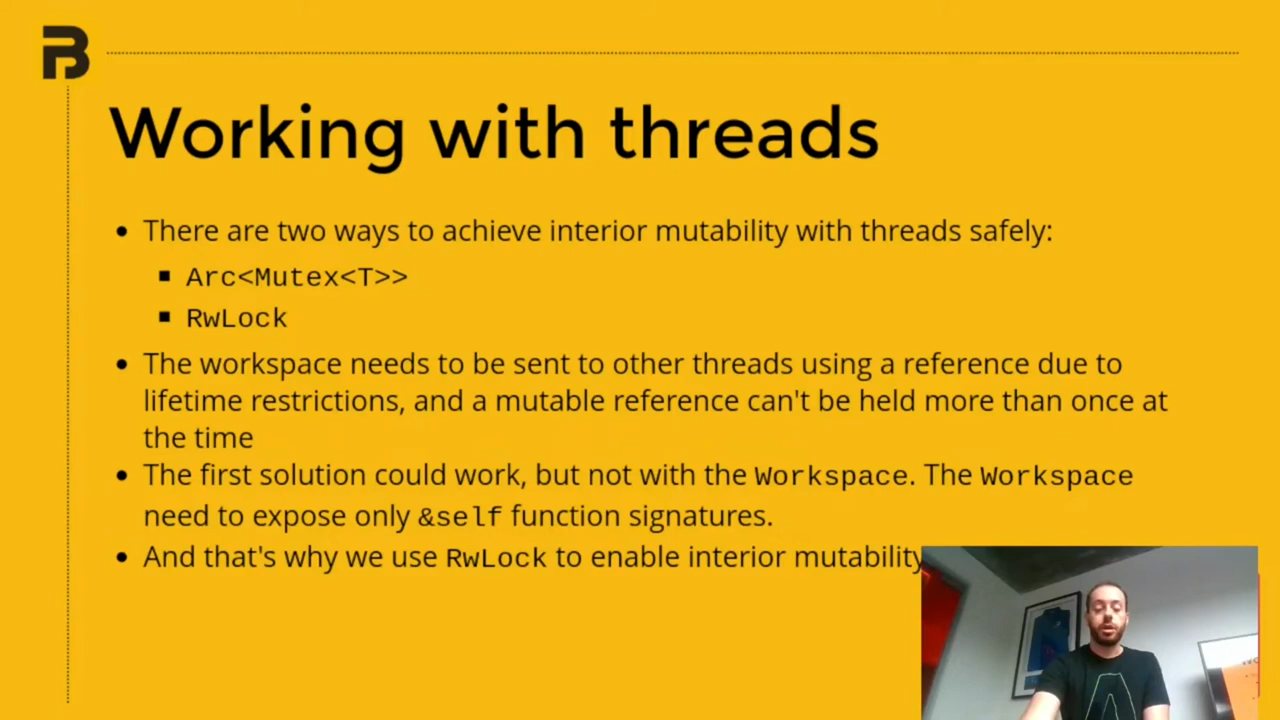 Working with threads
There are two ways to achieve interior mutability with threads safely:
Arc<Mutex<T>>
RwLock
The workspace needs to be sent to other threads using a reference due to
lifetime restrictions, and a mutable reference can't be held more than once at
the time
The first solution could work, but not with the Workspace. The Workspace
need to expose only &self function signatures.
And that's why we use RwLock to enable interior mutability